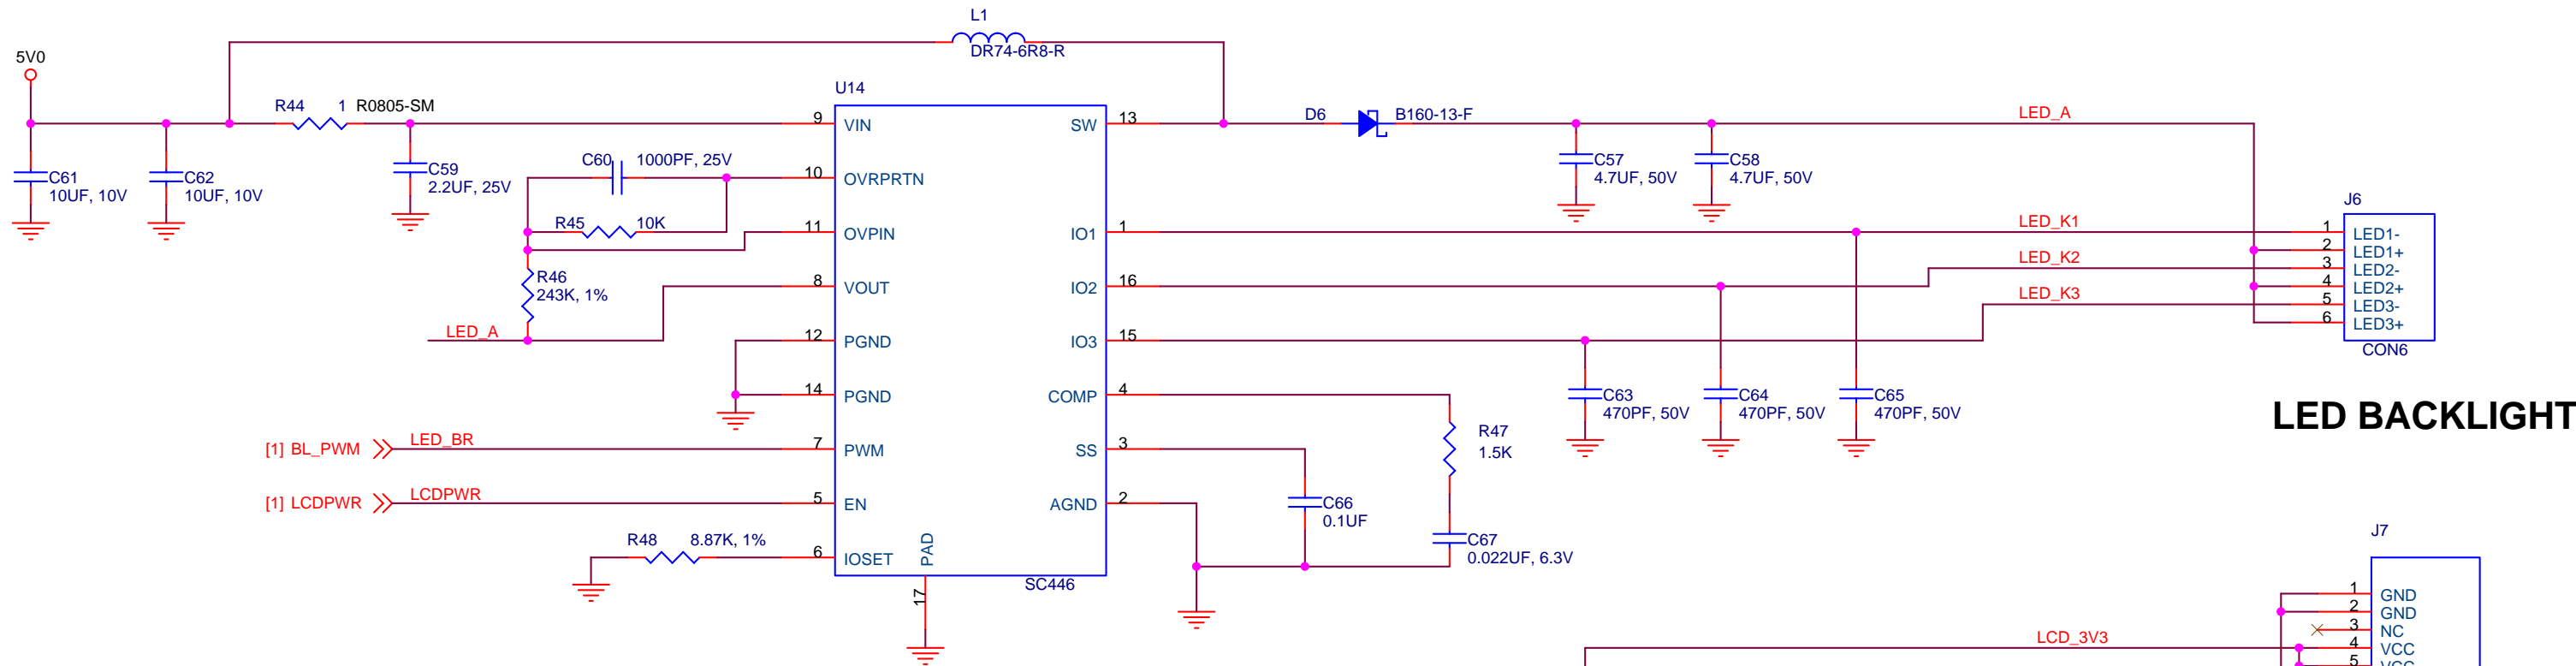 L1
DR74-6R8-R
5V0
U14
R44 1 R0805-SM
D6 B160-13-F
LED_A
9 VIN
SW 13
C61
10UF, 10V
C62
10UF, 10V
C59
2.2UF, 25V
C60 1000PF, 25V
10 OVRPRTN
C57
4.7UF, 50V
C58
4.7UF, 50V
R45 10K
11 OVPIN
IO1 1
LED_K1
J6
1 LED1-
2 LED1+
3 LED2-
4 LED2+
5 LED3-
6 LED3+
CON6
R46
243K, 1%
8 VOUT
IO2 16
LED_K2
LED_K3
LED_A
12 PGND
IO3 15
14 PGND
COMP 4
C63
470PF, 50V
C64
470PF, 50V
C65
470PF, 50V
LED BACKLIGHT
[1] BL_PWM LED_BR
7 PWM
SS 3
R47
1.5K
[1] LCDPWR LCDPWR
5 EN
AGND 2
C66
0.1UF
R48 8.87K, 1%
6 IOSET
PAD
17
SC446
C67
0.022UF, 6.3V
J7
1 GND
2 GND
3 NC
LCD_3V3
4 VCC
5 VCC